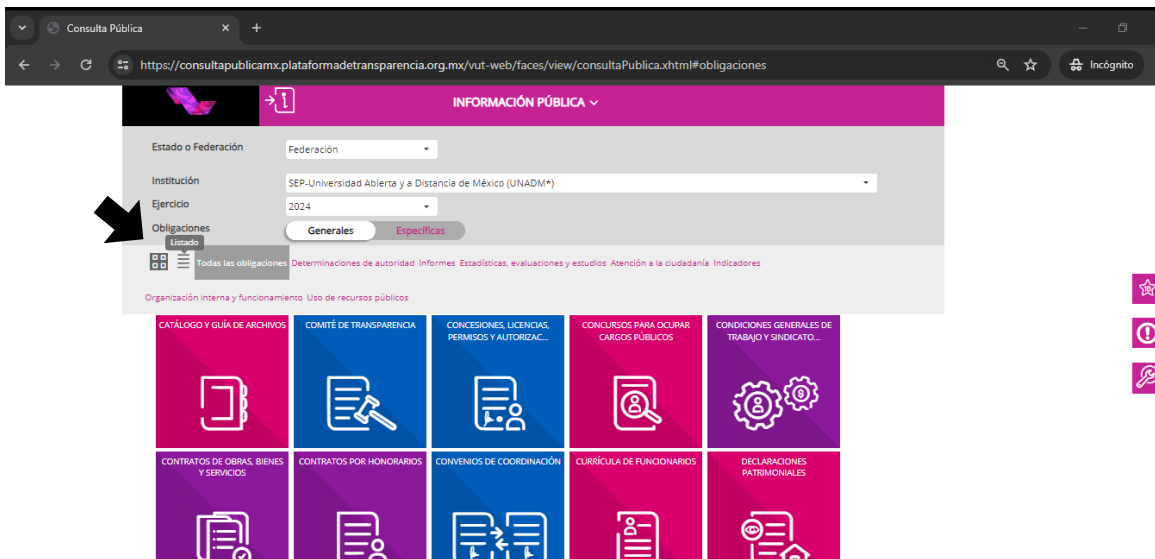 Consulta Pública
https://consultapublicamx.plataformadetransparencia.org.mx/vut-web/faces/view/consultaPublica.xhtml#obligaciones
Incógnito
INFORMACIÓN PÚBLICA
Estado o Federación
Federación
Institución
SEP-Universidad Abierta y a Distancia de México (UNADM*)
Ejercicio
2024
Obligaciones
Generales
Específicas
Listado
Todas las obligaciones Determinaciones de autoridad Informes Estadísticas, evaluaciones y estudios Atención a la ciudadanía Indicadores
Organización interna y funcionamiento Uso de recursos públicos
CATÁLOGO Y GUÍA DE ARCHIVOS
COMITÉ DE TRANSPARENCIA
CONCESIONES, LICENCIAS,
PERMISOS Y AUTORIZAC...
CONCURSOS PARA OCUPAR
CARGOS PÚBLICOS
CONDICIONES GENERALES DE
TRABAJO Y SINDICATO...
CONTRATOS DE OBRAS, BIENES
Y SERVICIOS
CONTRATOS POR HONORARIOS
CONVENIOS DE COORDINACIÓN
CURRÍCULA DE FUNCIONARIOS
DECLARACIONES
PATRIMONIALES